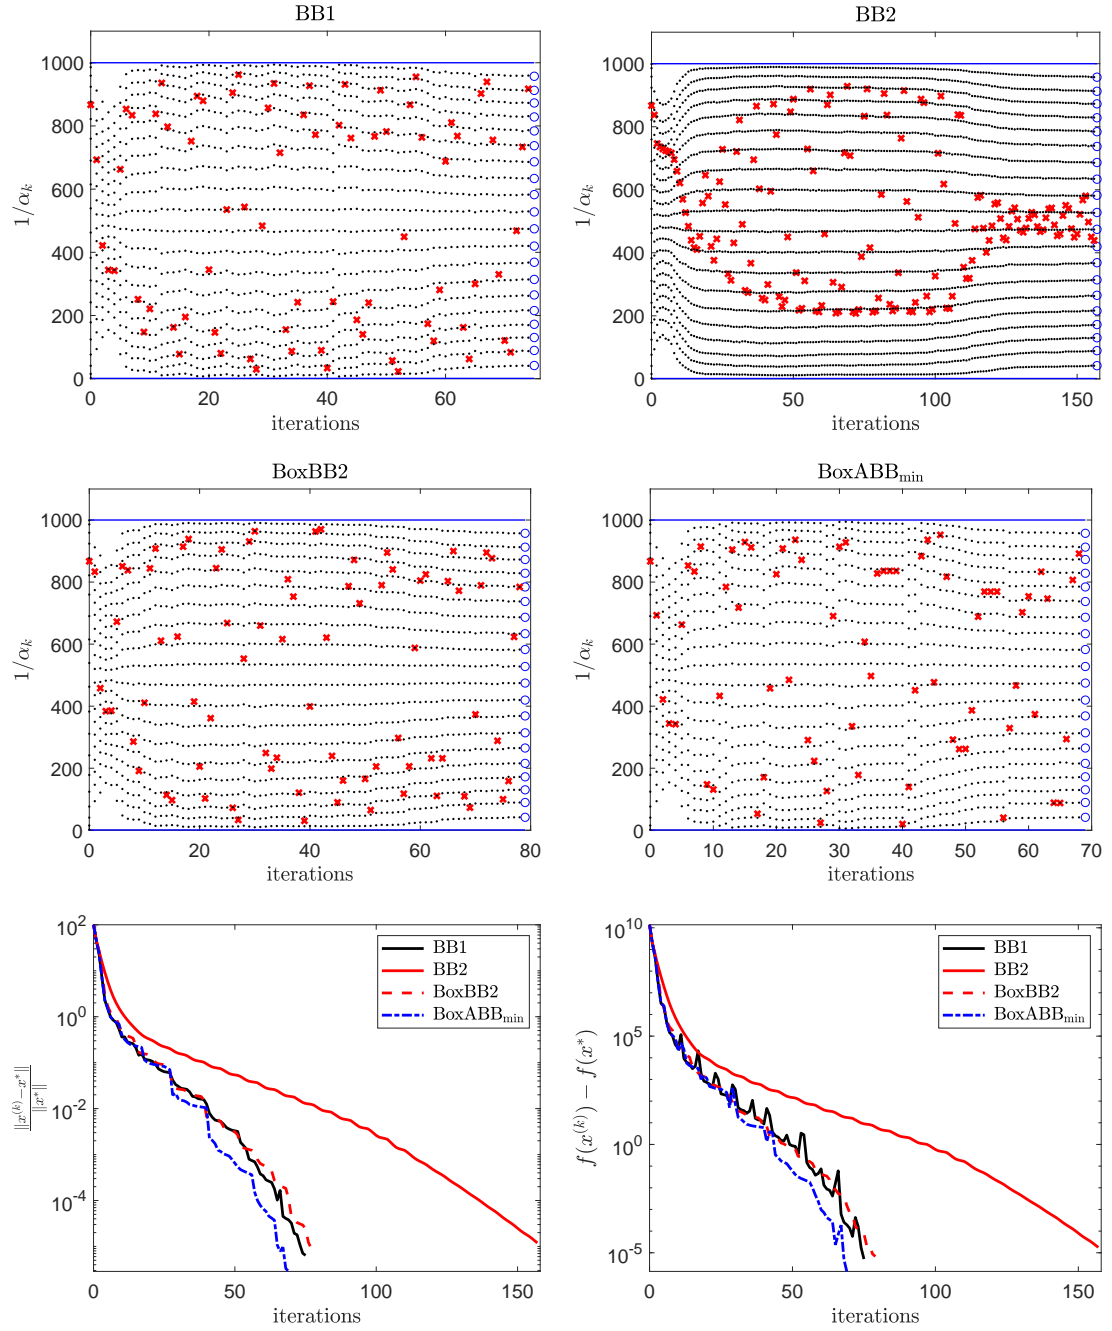 BB1
1000
800
600
400
200
0
1/α_k
0 20 40 60
iterations
BB2
1000
800
600
400
200
0
1/α_k
0 50 100 150
iterations
BoxBB2
1000
800
600
400
200
0
1/α_k
0 20 40 60 80
iterations
BoxABB_min
1000
800
600
400
200
0
1/α_k
0 10 20 30 40 50 60 70
iterations
10^2
10^0
10^-2
10^-4
||x^(k) − x*||
||x*||
BB1
BB2
BoxBB2
BoxABB_min
0 50 100 150
iterations
10^10
10^5
10^0
10^-5
f(x^(k)) − f(x*)
BB1
BB2
BoxBB2
BoxABB_min
0 50 100 150
iterations